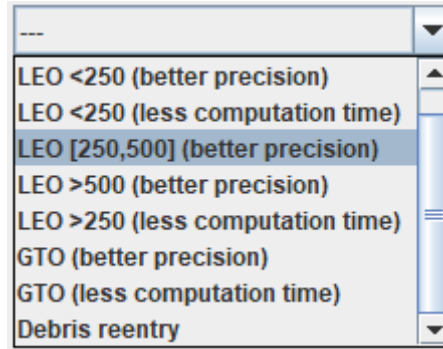 ---
LEO <250 (better precision)
LEO <250 (less computation time)
LEO [250,500] (better precision)
LEO >500 (better precision)
LEO >250 (less computation time)
GTO (better precision)
GTO (less computation time)
Debris reentry